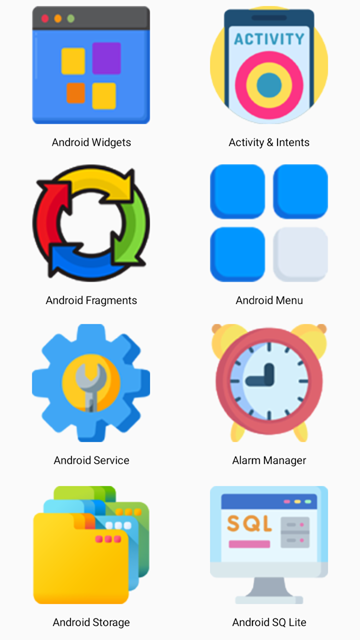 ACTIVITY
Android Widgets
Activity & Intents
Android Fragments
Android Menu
Android Service
Alarm Manager
SQL
Android Storage
Android SQ Lite